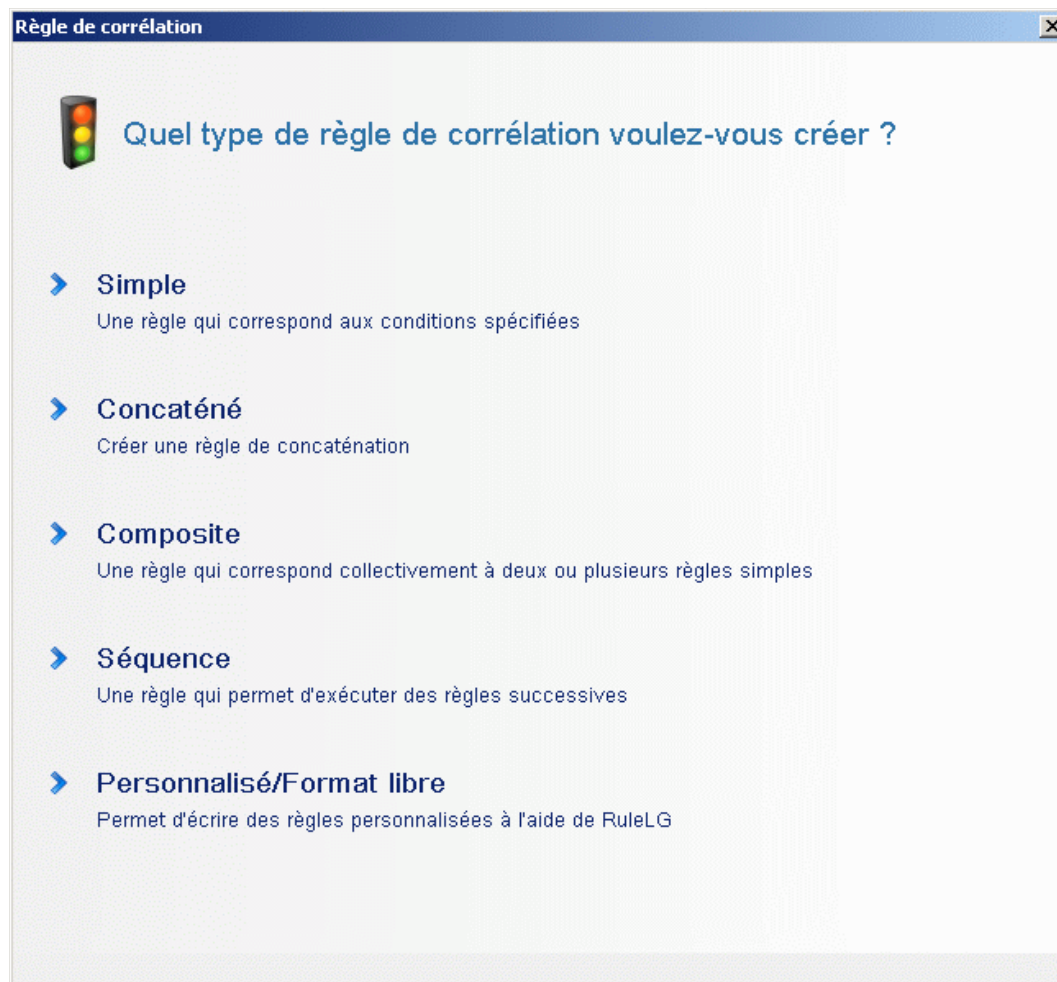 Règle de corrélation
Quel type de règle de corrélation voulez-vous créer ?
Simple
Une règle qui correspond aux conditions spécifiées
Concaténé
Créer une règle de concaténation
Composite
Une règle qui correspond collectivement à deux ou plusieurs règles simples
Séquence
Une règle qui permet d'exécuter des règles successives
Personnalisé/Format libre
Permet d'écrire des règles personnalisées à l'aide de RuleLG